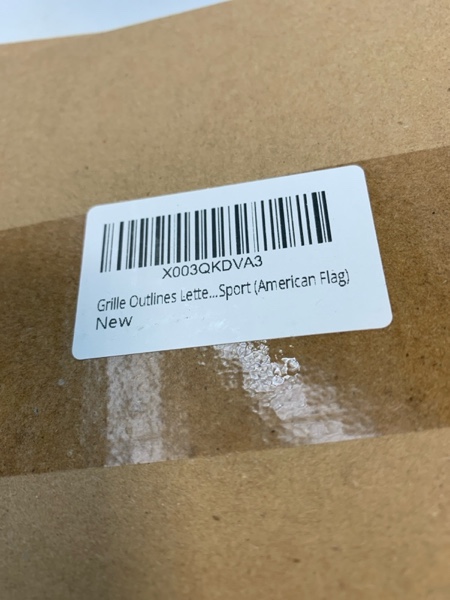 X003QKDVA3
Grille Outlines Lette...Sport (American Flag)
New